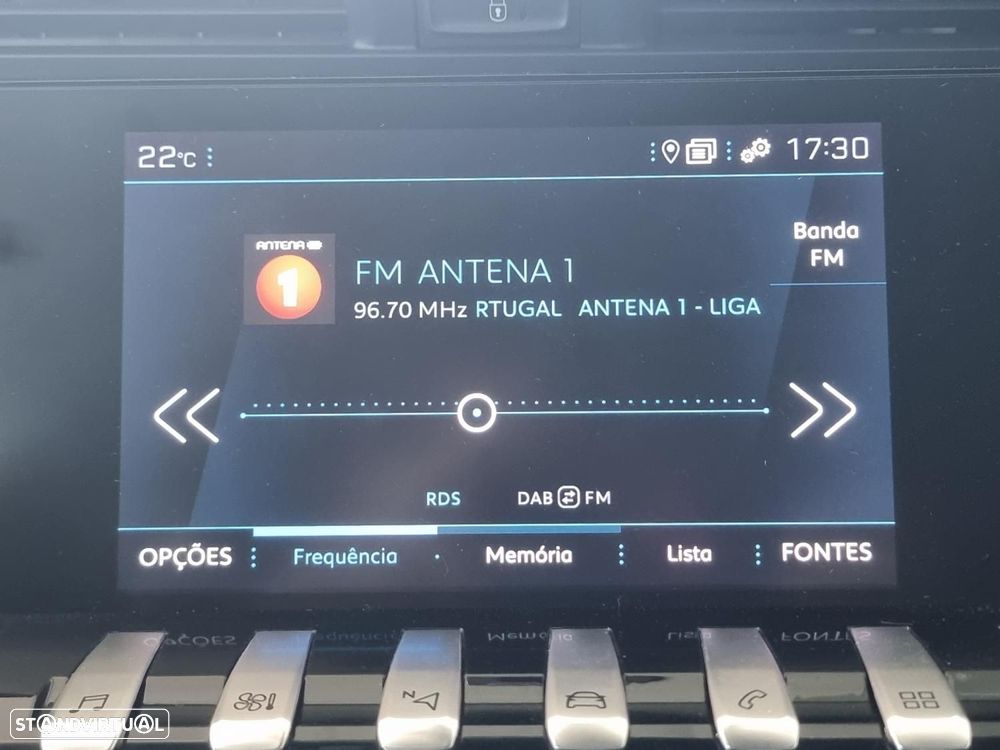 22°C
17:30
Banda
FM
ANTENA
1
FM ANTENA 1
96.70 MHz RTUGAL ANTENA 1 - LIGA
RDS DAB FM
OPÇÕES Frequência Memória Lista FONTES
N
STANDVIRTUAL